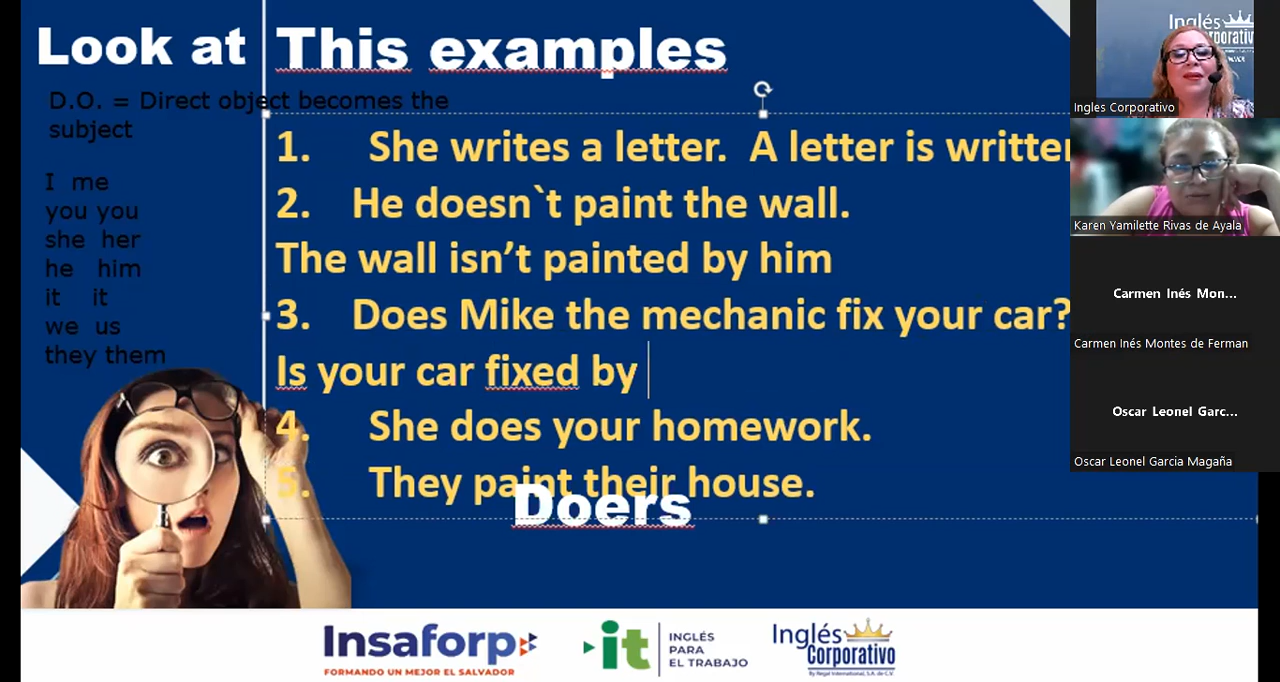 Look at This examples
D.O. = Direct object becomes the
subject
I me
you you
she her
he him
it it
we us
they them
1. She writes a letter. A letter is written
2. He doesn`t paint the wall.
The wall isn’t painted by him
3. Does Mike the mechanic fix your car?
Is your car fixed by
4. She does your homework.
5. They paint their house.
Doers
Insaforp
FORMANDO UN MEJOR EL SALVADOR
it
INGLÉS
PARA
EL TRABAJO
Inglés
Corporativo
By Regal International, S.A. de C.V.
Inglés
Corporativo
Ingles Corporativo
Karen Yamilette Rivas de Ayala
Carmen Inés Mon...
Carmen Inés Montes de Ferman
Oscar Leonel Garc...
Oscar Leonel Garcia Magaña